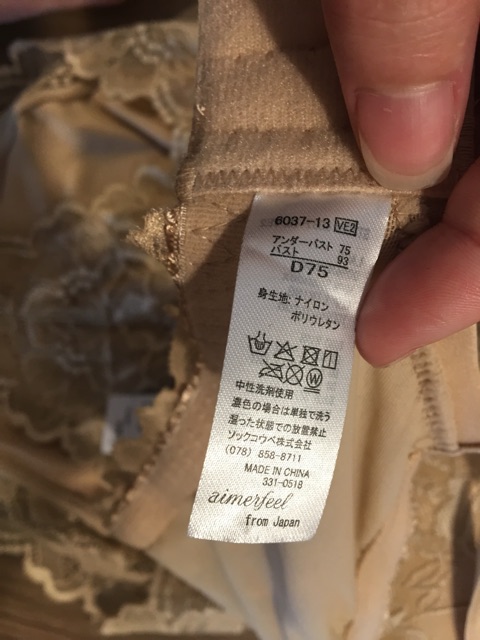 6037-13 VE2
アンダーバスト 75
バスト 93
D75
身生地: ナイロン
ポリウレタン
中性洗剤使用
濃色の場合は単独で洗う
湿った状態での放置禁止
ソックコウベ株式会社
(078) 858-8711
MADE IN CHINA
331-0518
aimerfeel
from Japan